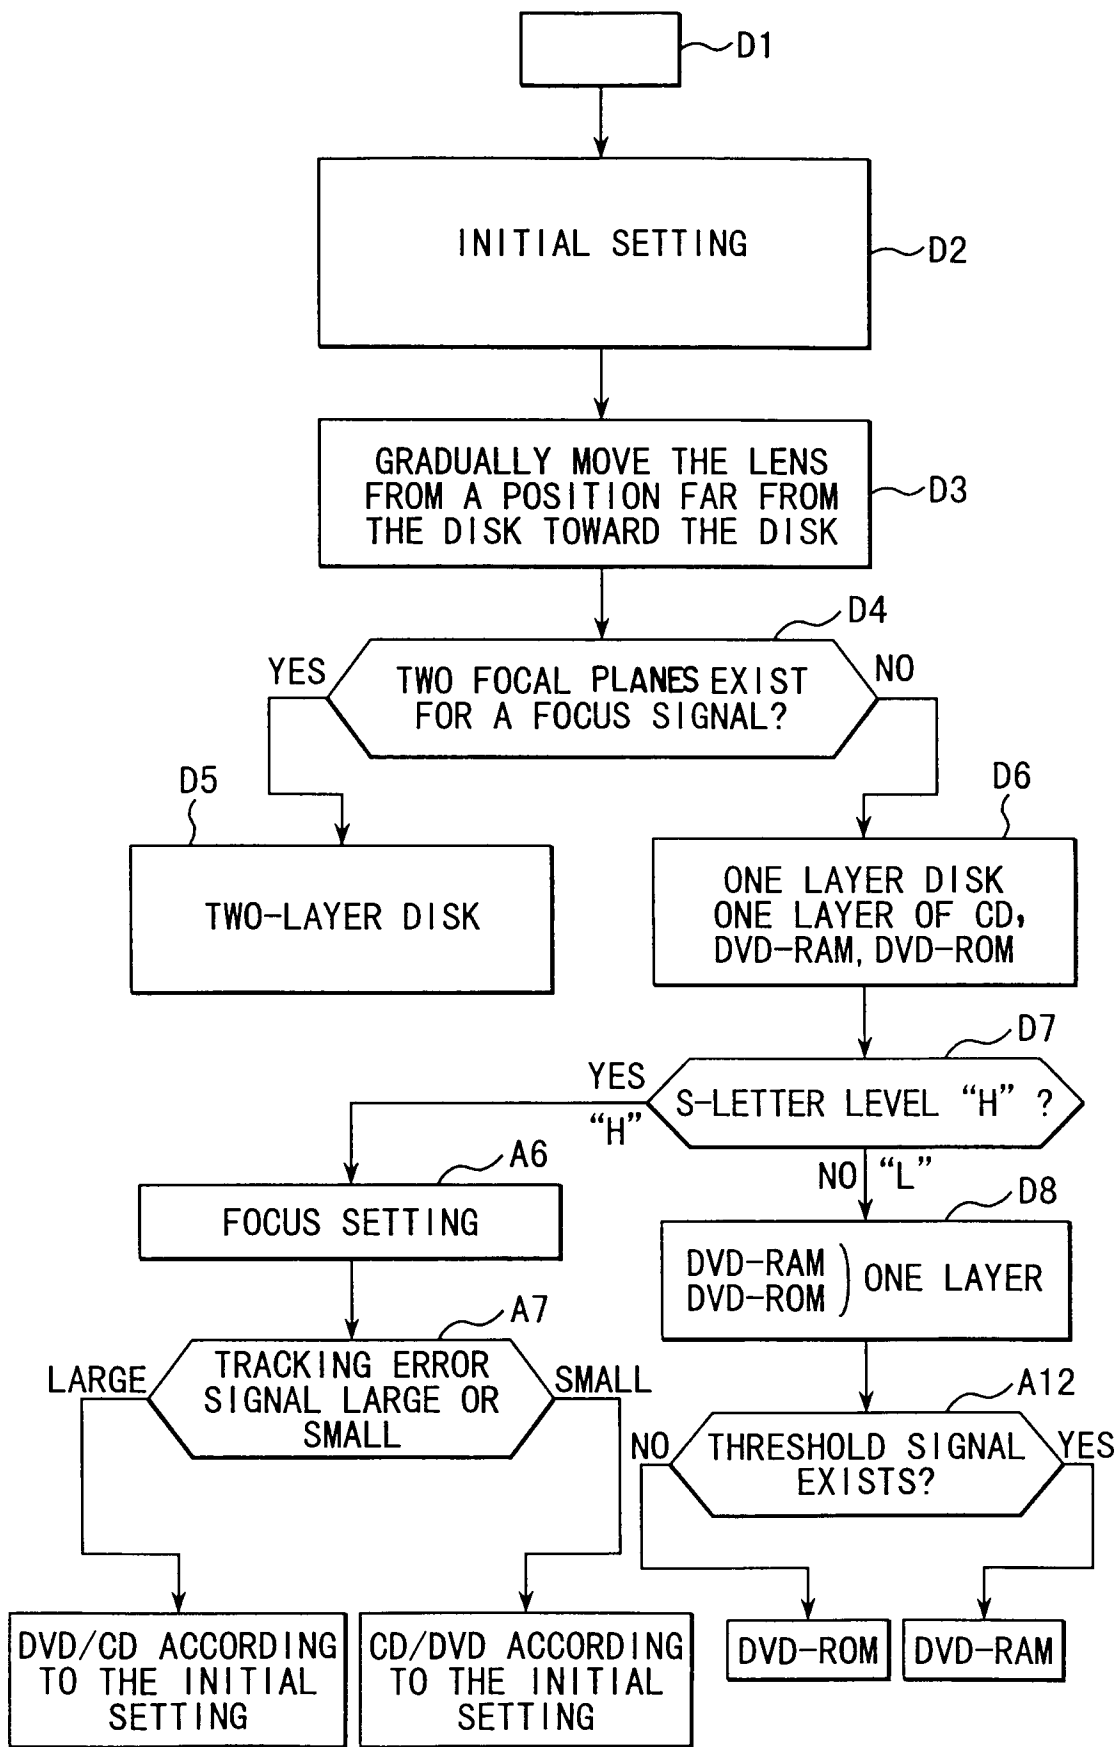 D1
INITIAL SETTING
D2
GRADUALLY MOVE THE LENS
FROM A POSITION FAR FROM
THE DISK TOWARD THE DISK
D3
D4
YES
TWO FOCAL PLANES EXIST
FOR A FOCUS SIGNAL?
NO
D5
TWO-LAYER DISK
D6
ONE LAYER DISK
ONE LAYER OF CD,
DVD-RAM, DVD-ROM
D7
YES
"H"
S-LETTER LEVEL “H” ?
NO “L”
A6
FOCUS SETTING
D8
DVD-RAM
DVD-ROM
) ONE LAYER
A7
LARGE
TRACKING ERROR
SIGNAL LARGE OR
SMALL
SMALL
A12
NO
THRESHOLD SIGNAL
EXISTS?
YES
DVD/CD ACCORDING
TO THE INITIAL
SETTING
CD/DVD ACCORDING
TO THE INITIAL
SETTING
DVD-ROM
DVD-RAM